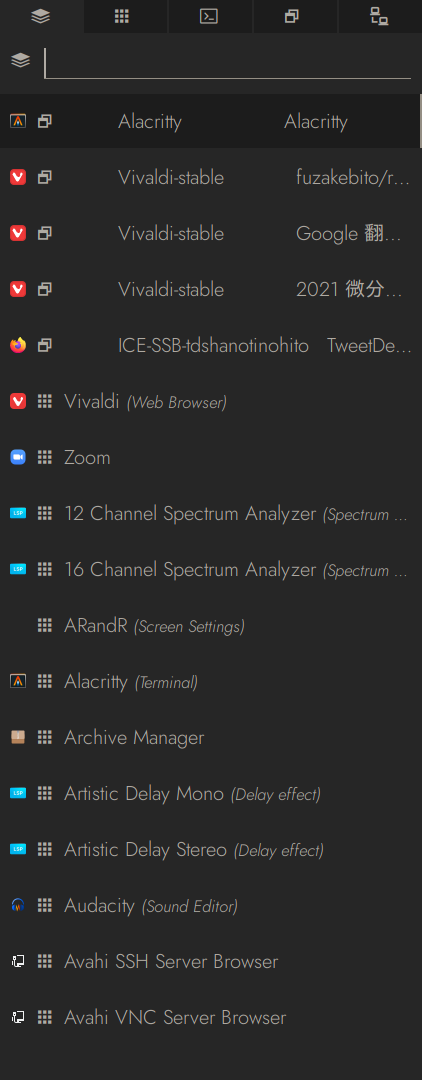 Alacritty Alacritty
Vivaldi-stable fuzakebito/r...
Vivaldi-stable Google 翻...
Vivaldi-stable 2021 微分...
ICE-SSB-tdshanotinohito TweetDe...
Vivaldi (Web Browser)
Zoom
LSP 12 Channel Spectrum Analyzer (Spectrum ...
LSP 16 Channel Spectrum Analyzer (Spectrum ...
ARandR (Screen Settings)
Alacritty (Terminal)
Archive Manager
LSP Artistic Delay Mono (Delay effect)
LSP Artistic Delay Stereo (Delay effect)
Audacity (Sound Editor)
Avahi SSH Server Browser
Avahi VNC Server Browser